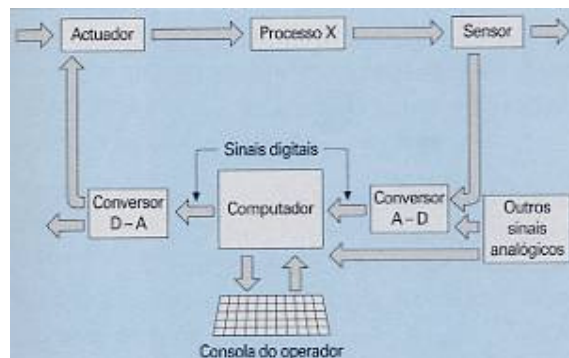 Actuador
Processo X
Sensor
Sinais digitais
Conversor
D – A
Computador
Conversor
A – D
Outros
sinais
analógicos
Consola do operador